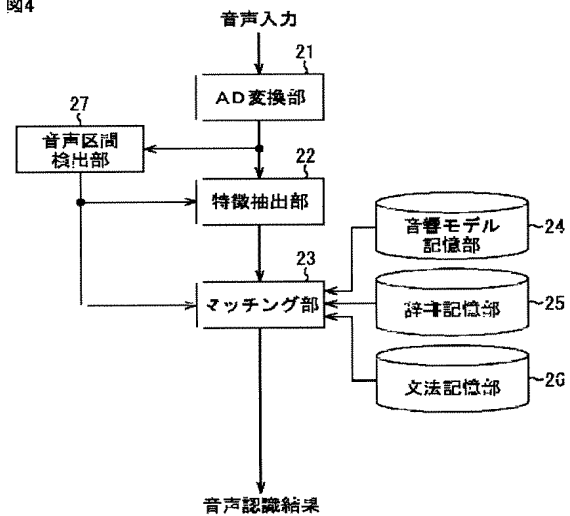 図4
音声入力
21
AD変換部
27
音声区間
検出部
22
特徴抽出部
23
マッチング部
音響モデル
記憶部
24
辞書記憶部
25
文法記憶部
26
音声認識結果